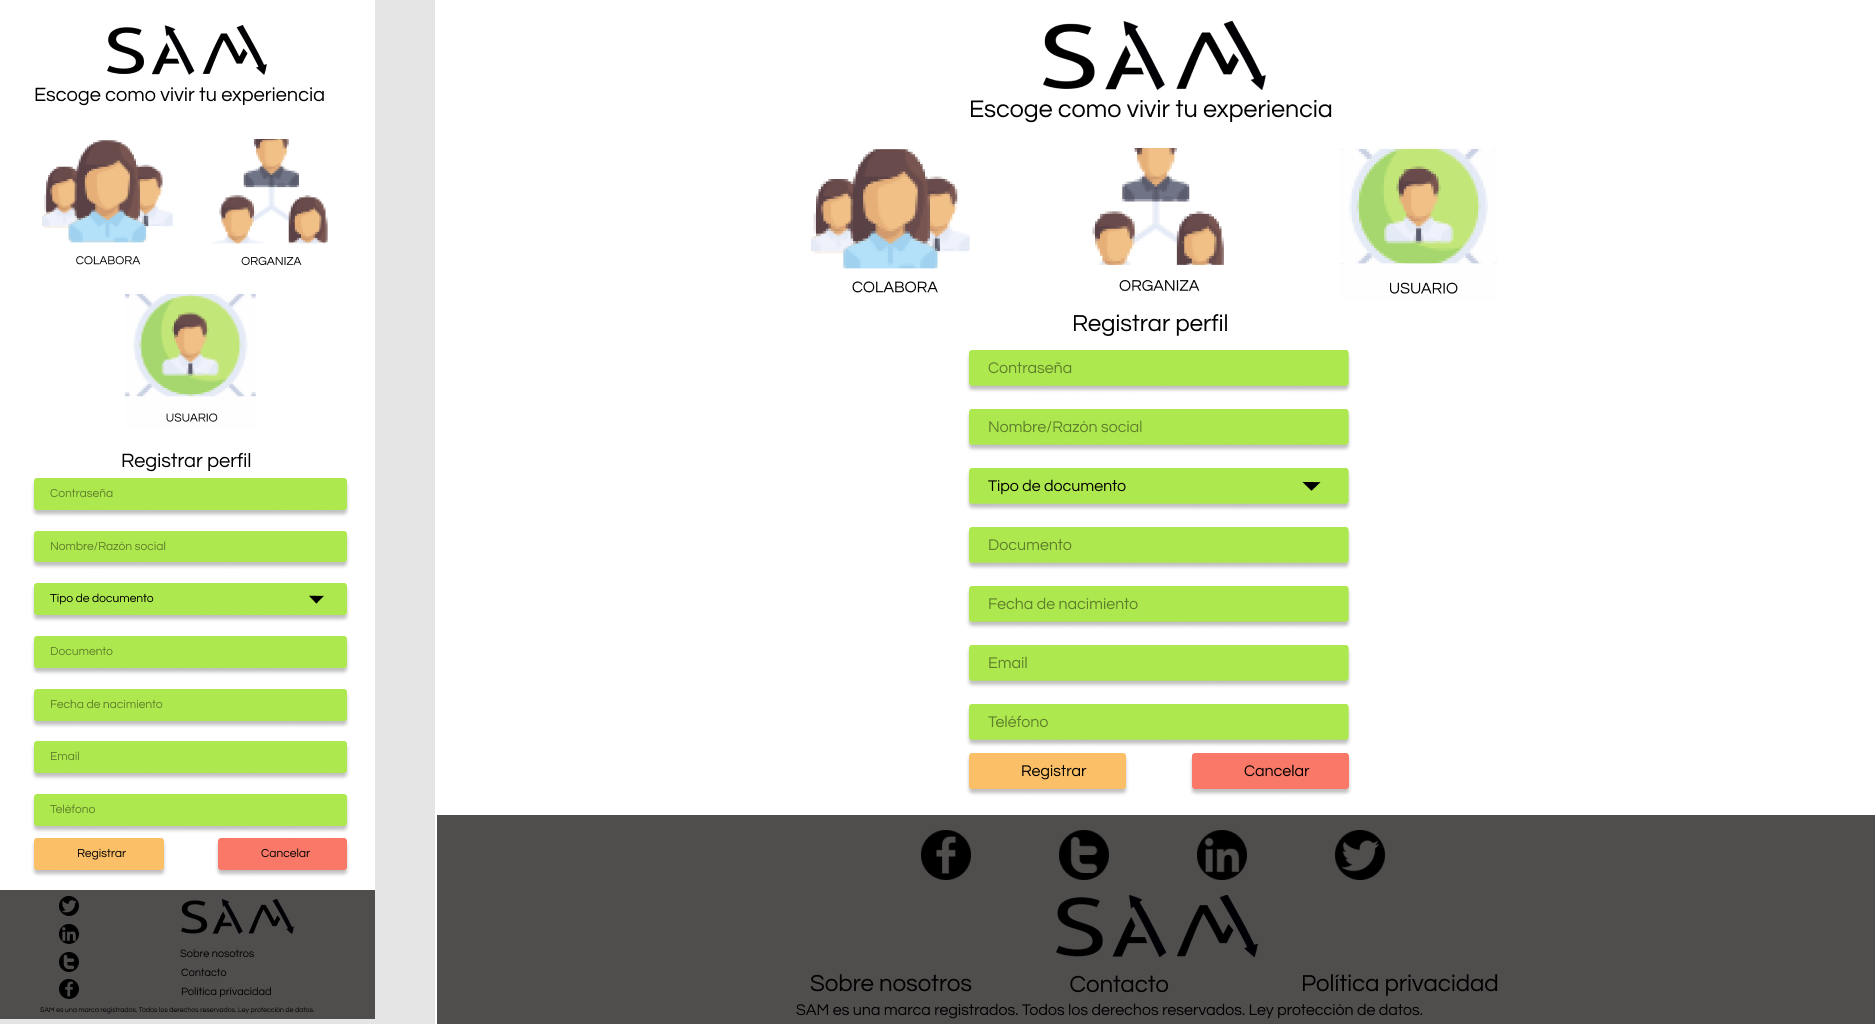 SAM
Escoge como vivir tu experiencia
COLABORA
ORGANIZA
USUARIO
Registrar perfil
Contraseña
Nombre/Razón social
Tipo de documento
Documento
Fecha de nacimiento
Email
Teléfono
Registrar
Cancelar
SAM
Sobre nosotros
Contacto
Política privacidad
SAM es una marca registrados. Todos los derechos reservados. Ley protección de datos.
SAM
Escoge como vivir tu experiencia
COLABORA
ORGANIZA
USUARIO
Registrar perfil
Contraseña
Nombre/Razón social
Tipo de documento
Documento
Fecha de nacimiento
Email
Teléfono
Registrar
Cancelar
SAM
Sobre nosotros
Contacto
Política privacidad
SAM es una marca registrados. Todos los derechos reservados. Ley protección de datos.